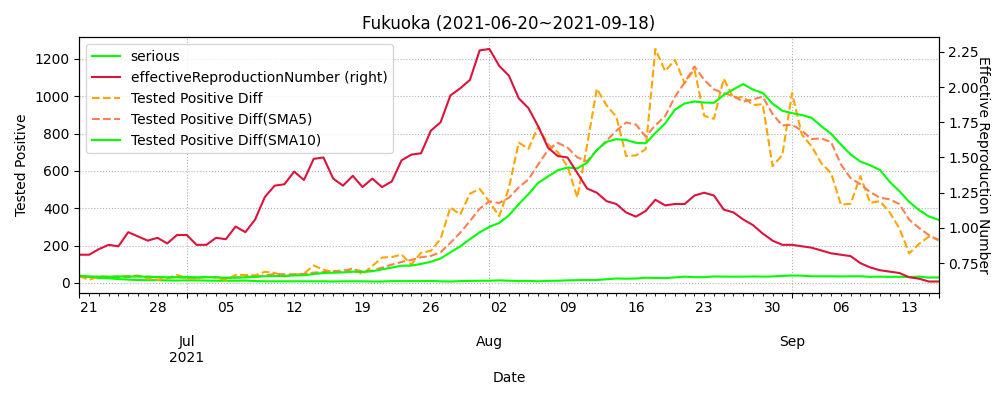 Fukuoka (2021-06-20~2021-09-18)
serious
effectiveReproductionNumber (right)
Tested Positive Diff
Tested Positive Diff(SMA5)
Tested Positive Diff(SMA10)
Tested Positive
1200
1000
800
600
400
200
0
2.25
2.00
1.75
1.50
1.25
1.00
0.75
Effective Reproduction Number
21 28 05 12 19 26 02 09 16 23 30 06 13
Jul Aug Sep
2021
Date